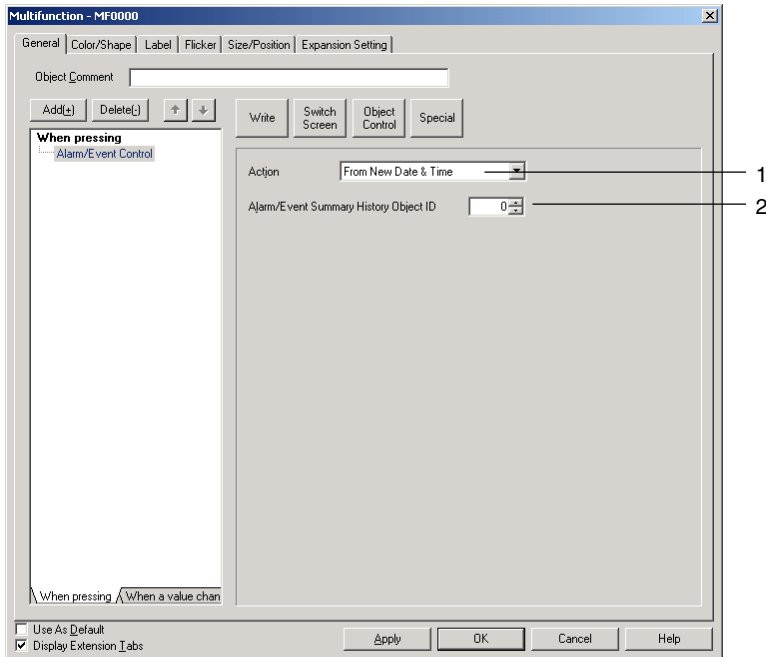 Multifunction - MF0000
General Color/Shape Label Flicker Size/Position Expansion Setting
Object Comment
Add(+) Delete(-)
Write Switch Screen Object Control Special
When pressing
Alarm/Event Control
Action From New Date & Time 1
Alarm/Event Summary History Object ID 0 2
When pressing When a value chan
Use As Default
Display Extension Tabs
Apply OK Cancel Help